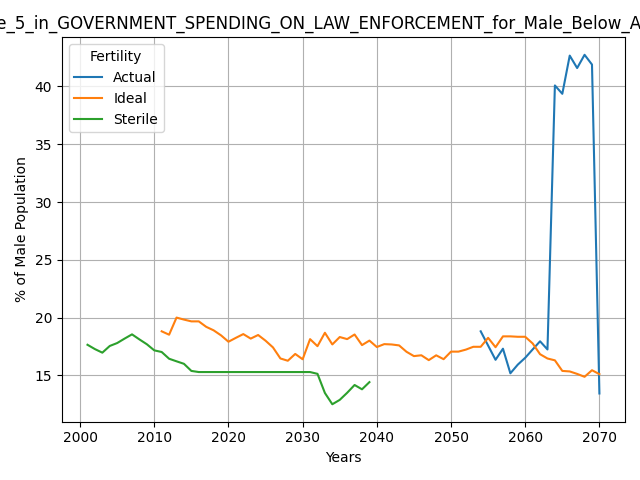 e_5_in_GOVERNMENT_SPENDING_ON_LAW_ENFORCEMENT_for_Male_Below_A
Fertility
Actual
Ideal
Sterile
% of Male Population
40
35
30
25
20
15
2000 2010 2020 2030 2040 2050 2060 2070
Years